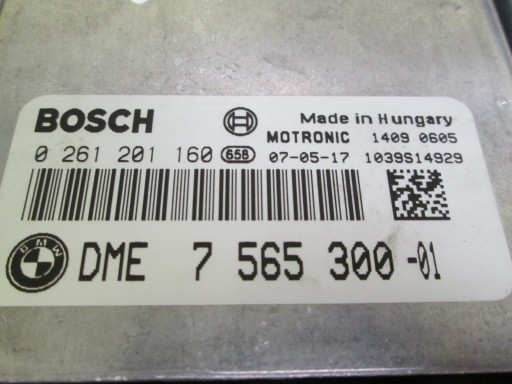 BOSCH Made in Hungary
MOTRONIC 1409 0605
0 261 201 160 658 07-05-17 1039S14929
BMW DME 7 565 300-01